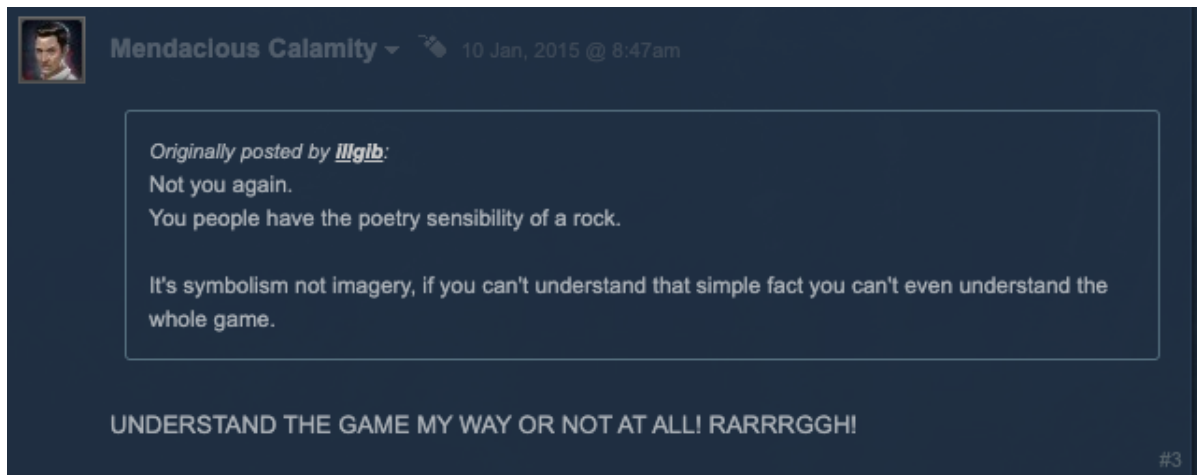 Mendacious Calamity 10 Jan, 2015 @ 8:47am
Originally posted by illgib:
Not you again.
You people have the poetry sensibility of a rock.
It's symbolism not imagery, if you can't understand that simple fact you can't even understand the
whole game.
UNDERSTAND THE GAME MY WAY OR NOT AT ALL! RARRRGGH!
#3